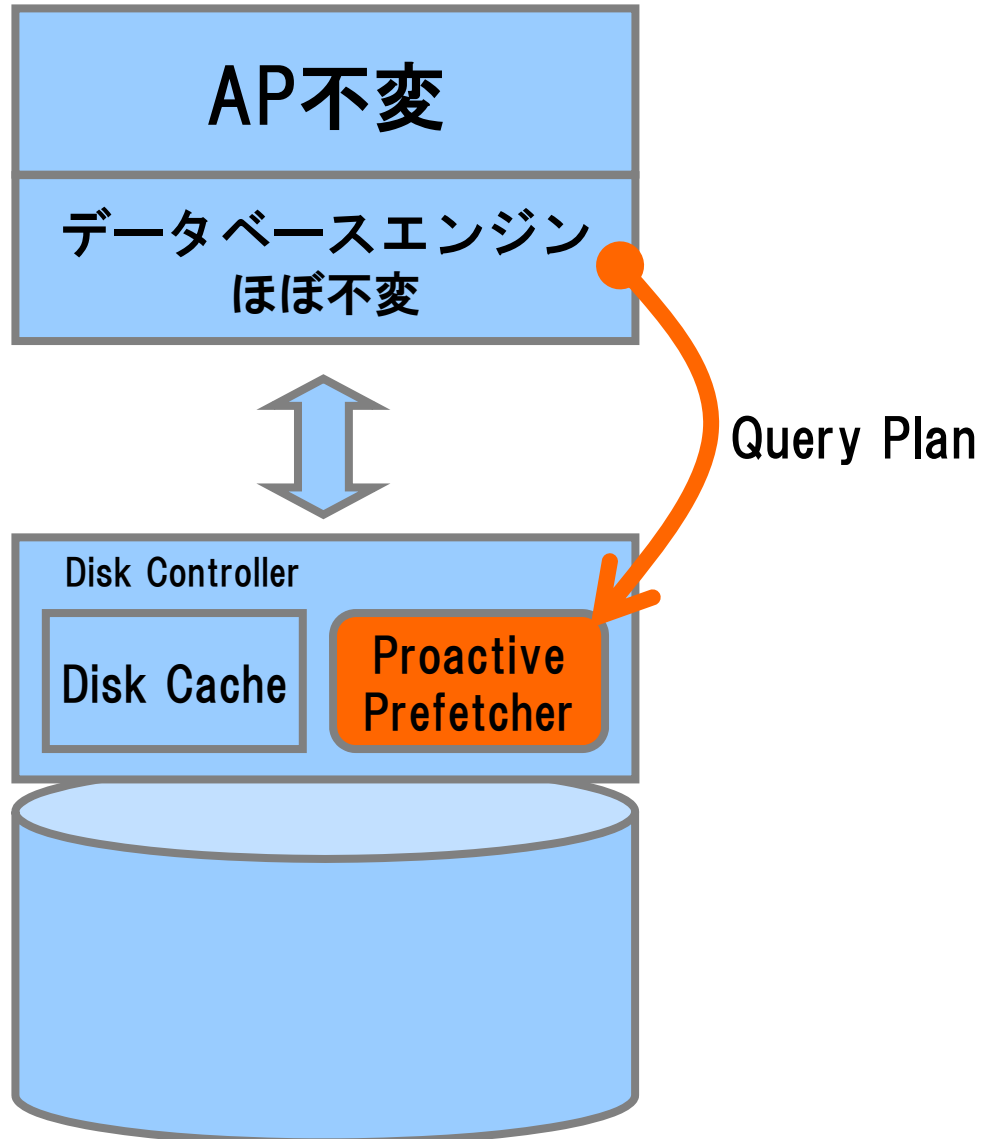 AP不変
データベースエンジン
ほぼ不変
Query Plan
Disk Controller
Disk Cache
Proactive
Prefetcher